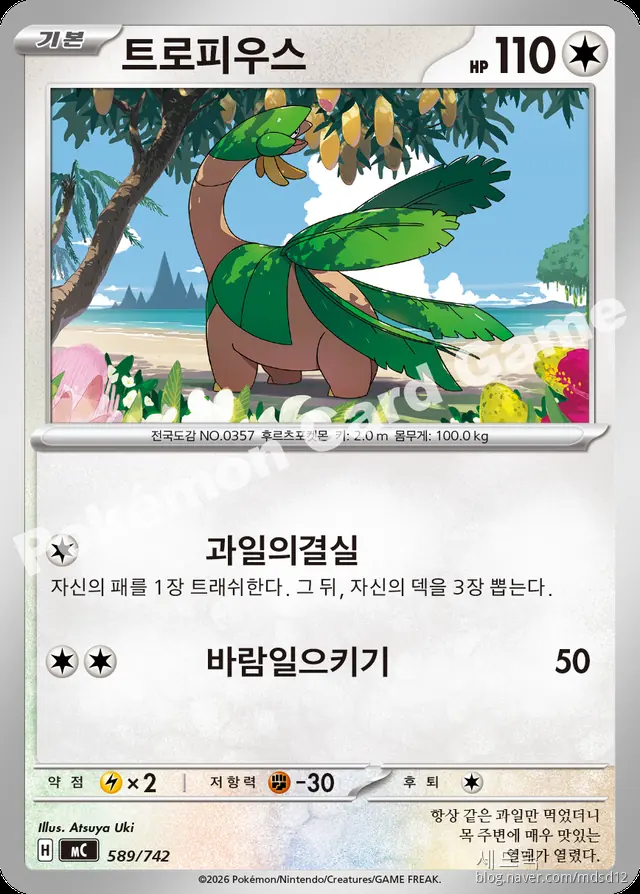 기본
트로피우스
HP 110
전국도감 NO.0357 후르츠포켓몬 키: 2.0 m 몸무게: 100.0 kg
Pokémon Card Game
과일의결실
자신의 패를 1장 트래쉬한다. 그 뒤, 자신의 덱을 3장 뽑는다.
바람일으키기 50
약점 ×2 저항력 -30 후퇴
Illus. Atsuya Uki
항상 같은 과일만 먹었더니
목 주변에 매우 맛있는
열매가 열렸다.
H MC 589/742
blog.naver.com/mdsd12
©2026 Pokémon/Nintendo/Creatures/GAME FREAK.